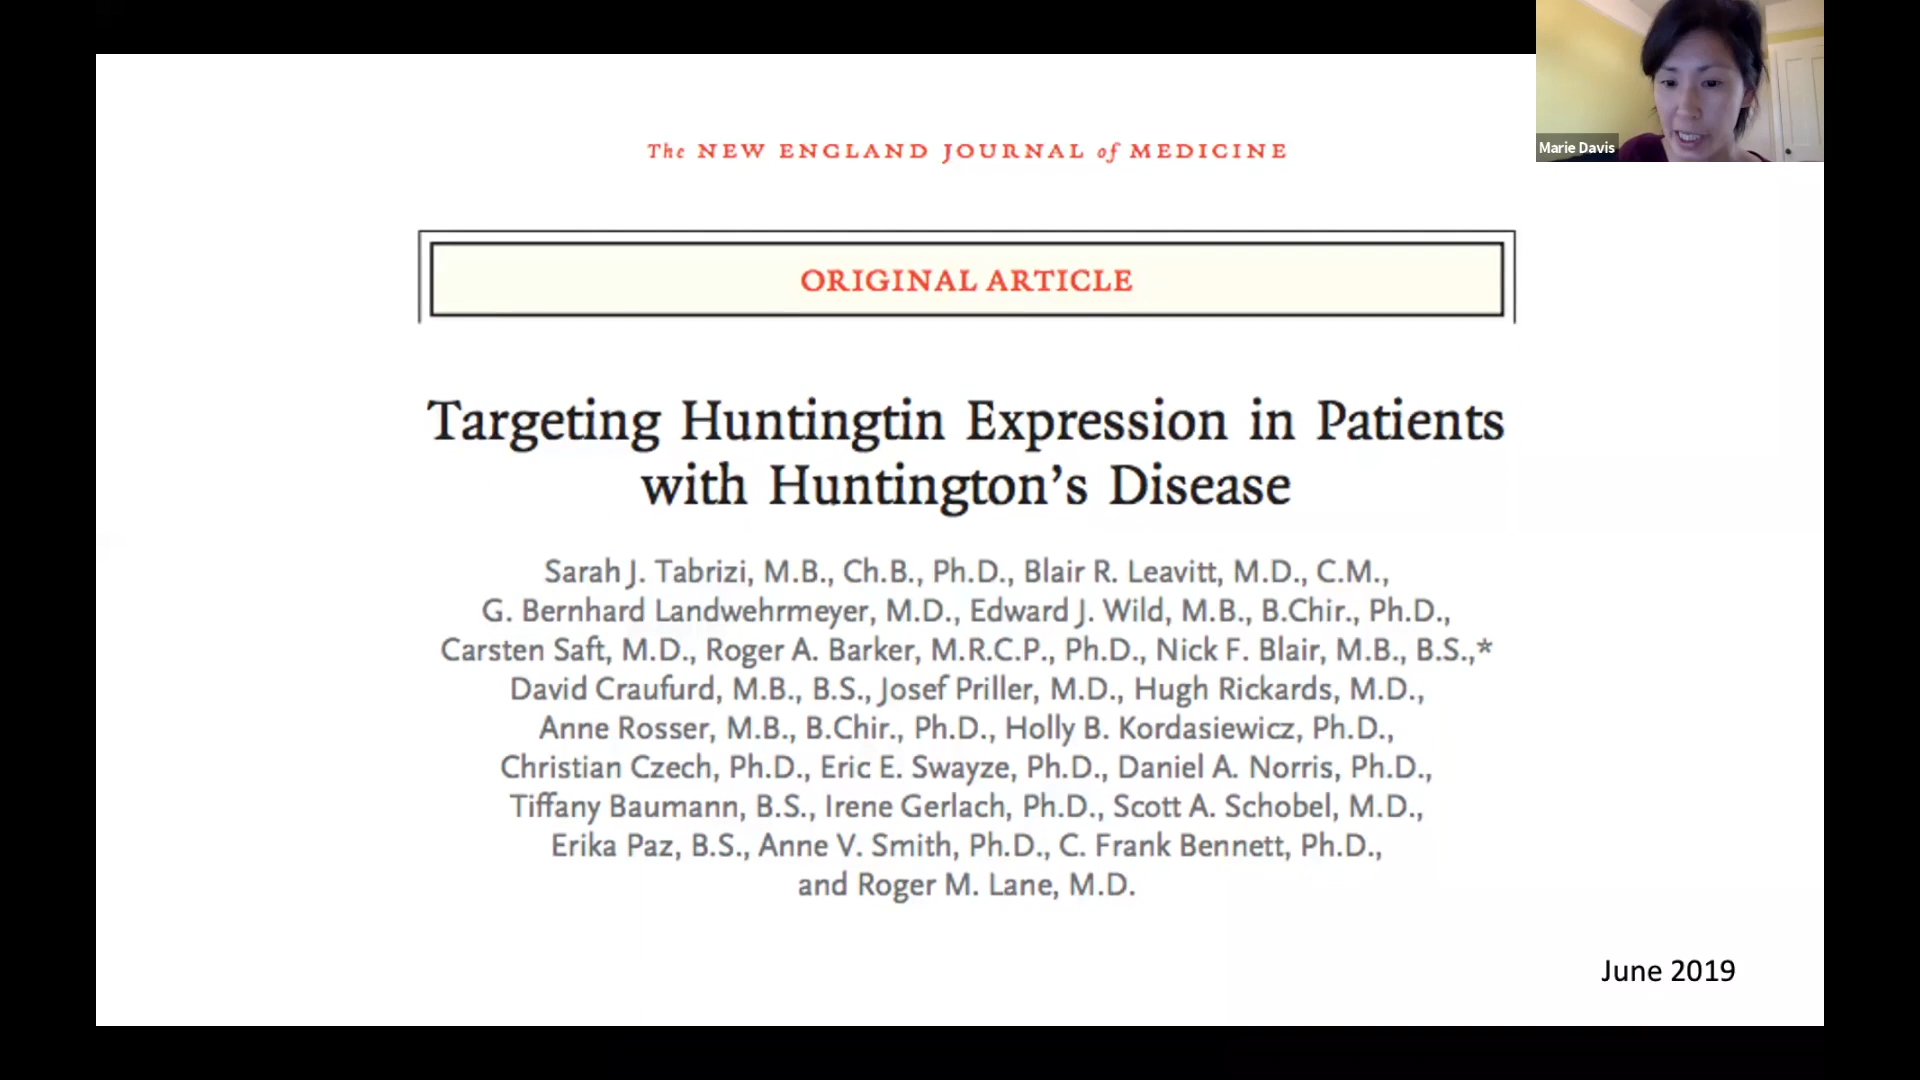 Marie Davis
The NEW ENGLAND JOURNAL of MEDICINE
ORIGINAL ARTICLE
Targeting Huntingtin Expression in Patients
with Huntington's Disease
Sarah J. Tabrizi, M.B., Ch.B., Ph.D., Blair R. Leavitt, M.D., C.M.,
G. Bernhard Landwehrmeyer, M.D., Edward J. Wild, M.B., B.Chir., Ph.D.,
Carsten Saft, M.D., Roger A. Barker, M.R.C.P., Ph.D., Nick F. Blair, M.B., B.S.,*
David Craufurd, M.B., B.S., Josef Priller, M.D., Hugh Rickards, M.D.,
Anne Rosser, M.B., B.Chir., Ph.D., Holly B. Kordasiewicz, Ph.D.,
Christian Czech, Ph.D., Eric E. Swayze, Ph.D., Daniel A. Norris, Ph.D.,
Tiffany Baumann, B.S., Irene Gerlach, Ph.D., Scott A. Schobel, M.D.,
Erika Paz, B.S., Anne V. Smith, Ph.D., C. Frank Bennett, Ph.D.,
and Roger M. Lane, M.D.
June 2019